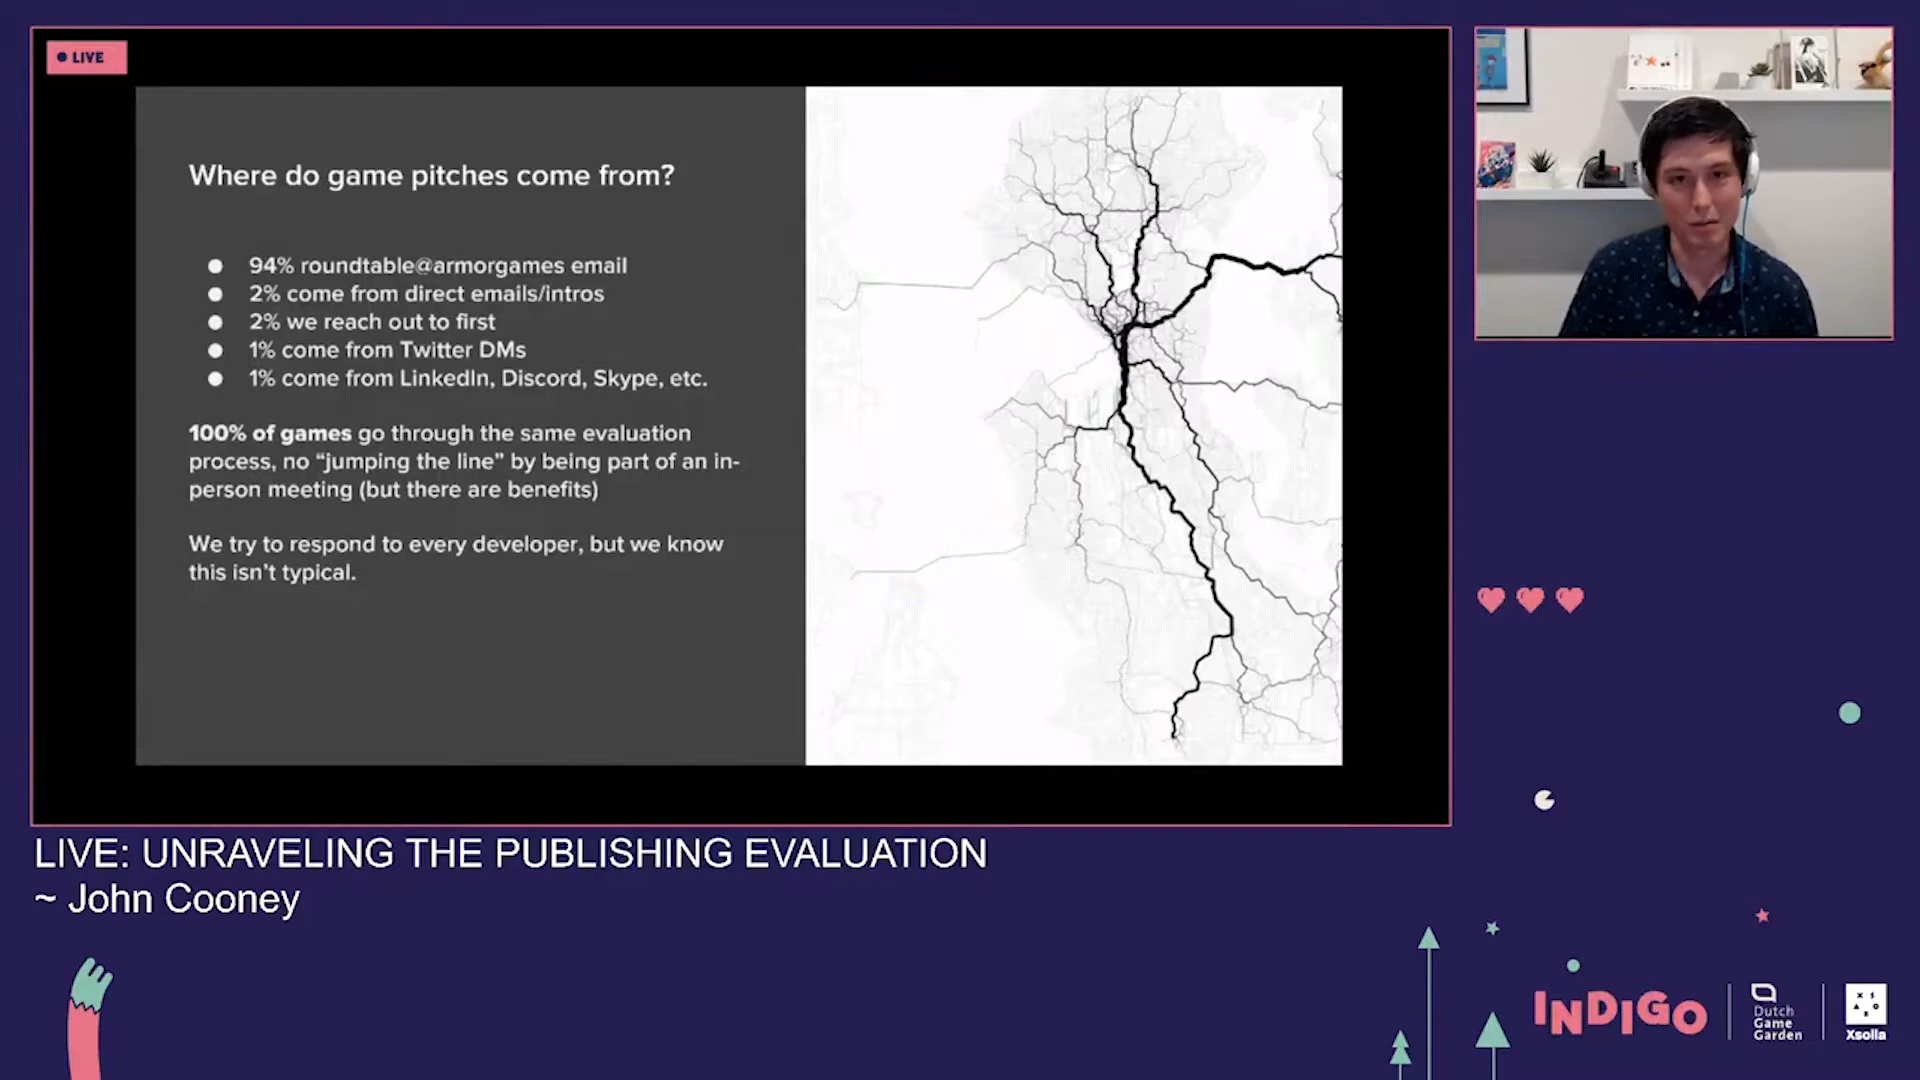 LIVE
Where do game pitches come from?
● 94% roundtable@armorgames email
● 2% come from direct emails/intros
● 2% we reach out to first
● 1% come from Twitter DMs
● 1% come from LinkedIn, Discord, Skype, etc.
100% of games go through the same evaluation
process, no “jumping the line” by being part of an in-
person meeting (but there are benefits)
We try to respond to every developer, but we know
this isn’t typical.
LIVE: UNRAVELING THE PUBLISHING EVALUATION
~ John Cooney
INDIGO
Dutch
Game
Garden
Xsolla